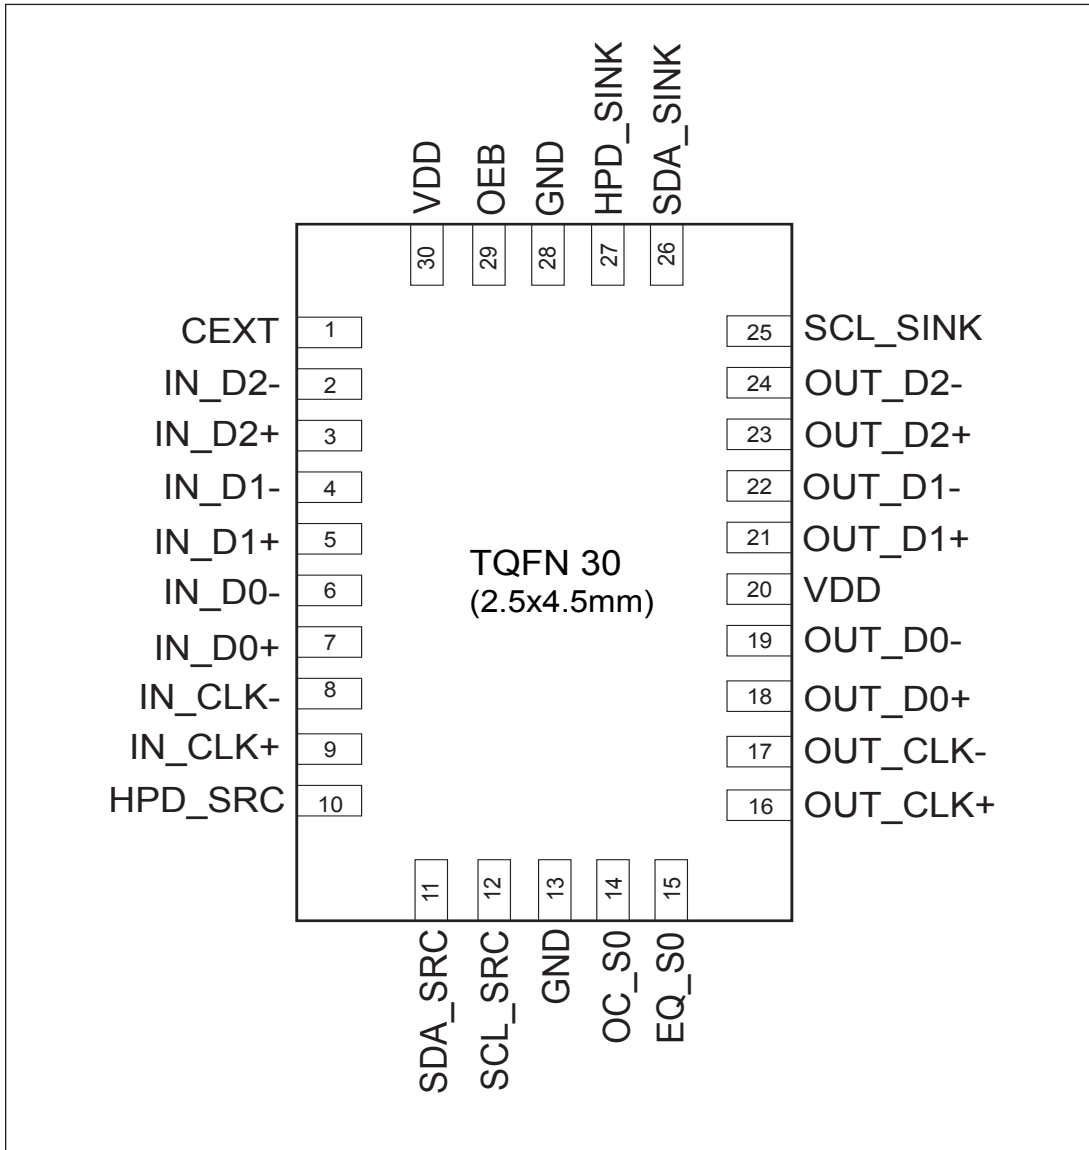 VDD
OEB
GND
HPD_SINK
SDA_SINK
30
29
28
27
26
CEXT 1
IN_D2- 2
IN_D2+ 3
IN_D1- 4
IN_D1+ 5
IN_D0- 6
IN_D0+ 7
IN_CLK- 8
IN_CLK+ 9
HPD_SRC 10
TQFN 30
(2.5x4.5mm)
25 SCL_SINK
24 OUT_D2-
23 OUT_D2+
22 OUT_D1-
21 OUT_D1+
20 VDD
19 OUT_D0-
18 OUT_D0+
17 OUT_CLK-
16 OUT_CLK+
11
12
13
14
15
SDA_SRC
SCL_SRC
GND
OC_S0
EQ_S0